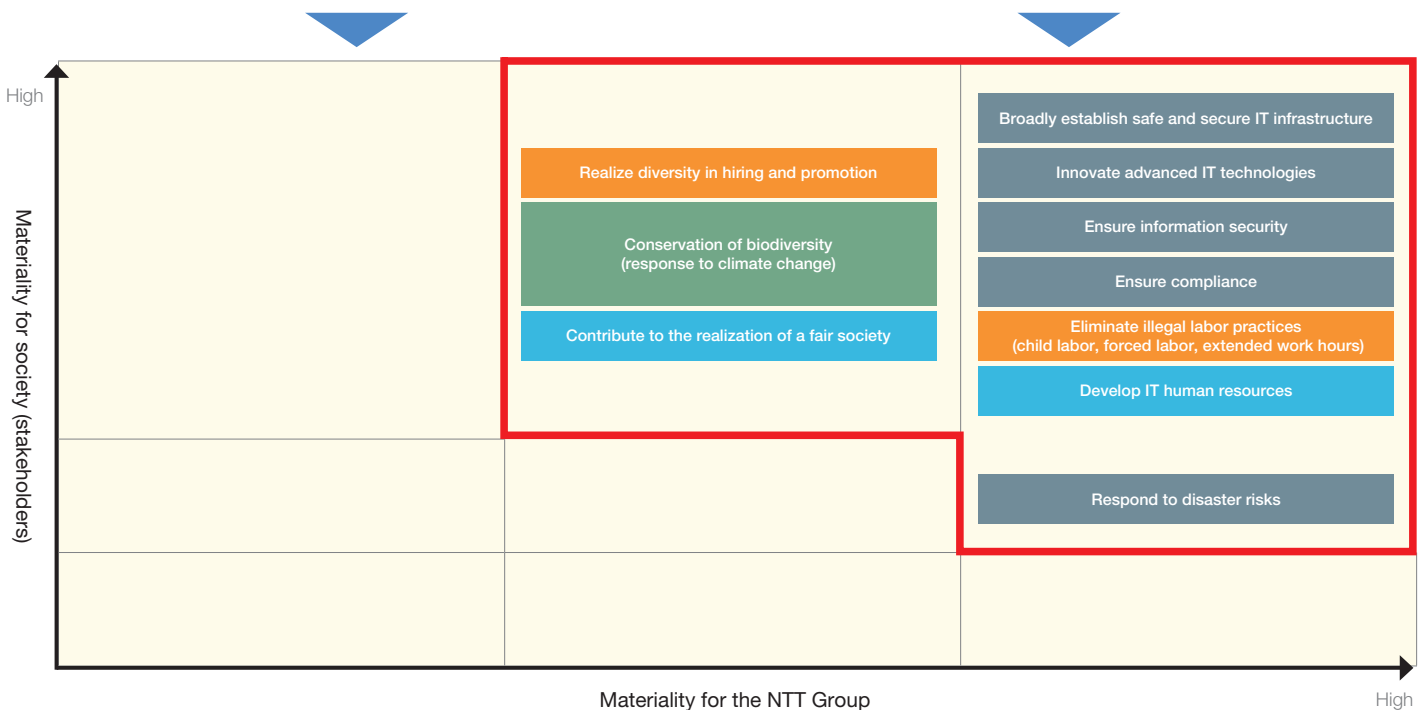 High
Materiality for society (stakeholders)
Realize diversity in hiring and promotion
Conservation of biodiversity
(response to climate change)
Contribute to the realization of a fair society
Broadly establish safe and secure IT infrastructure
Innovate advanced IT technologies
Ensure information security
Ensure compliance
Eliminate illegal labor practices
(child labor, forced labor, extended work hours)
Develop IT human resources
Respond to disaster risks
Materiality for the NTT Group
High